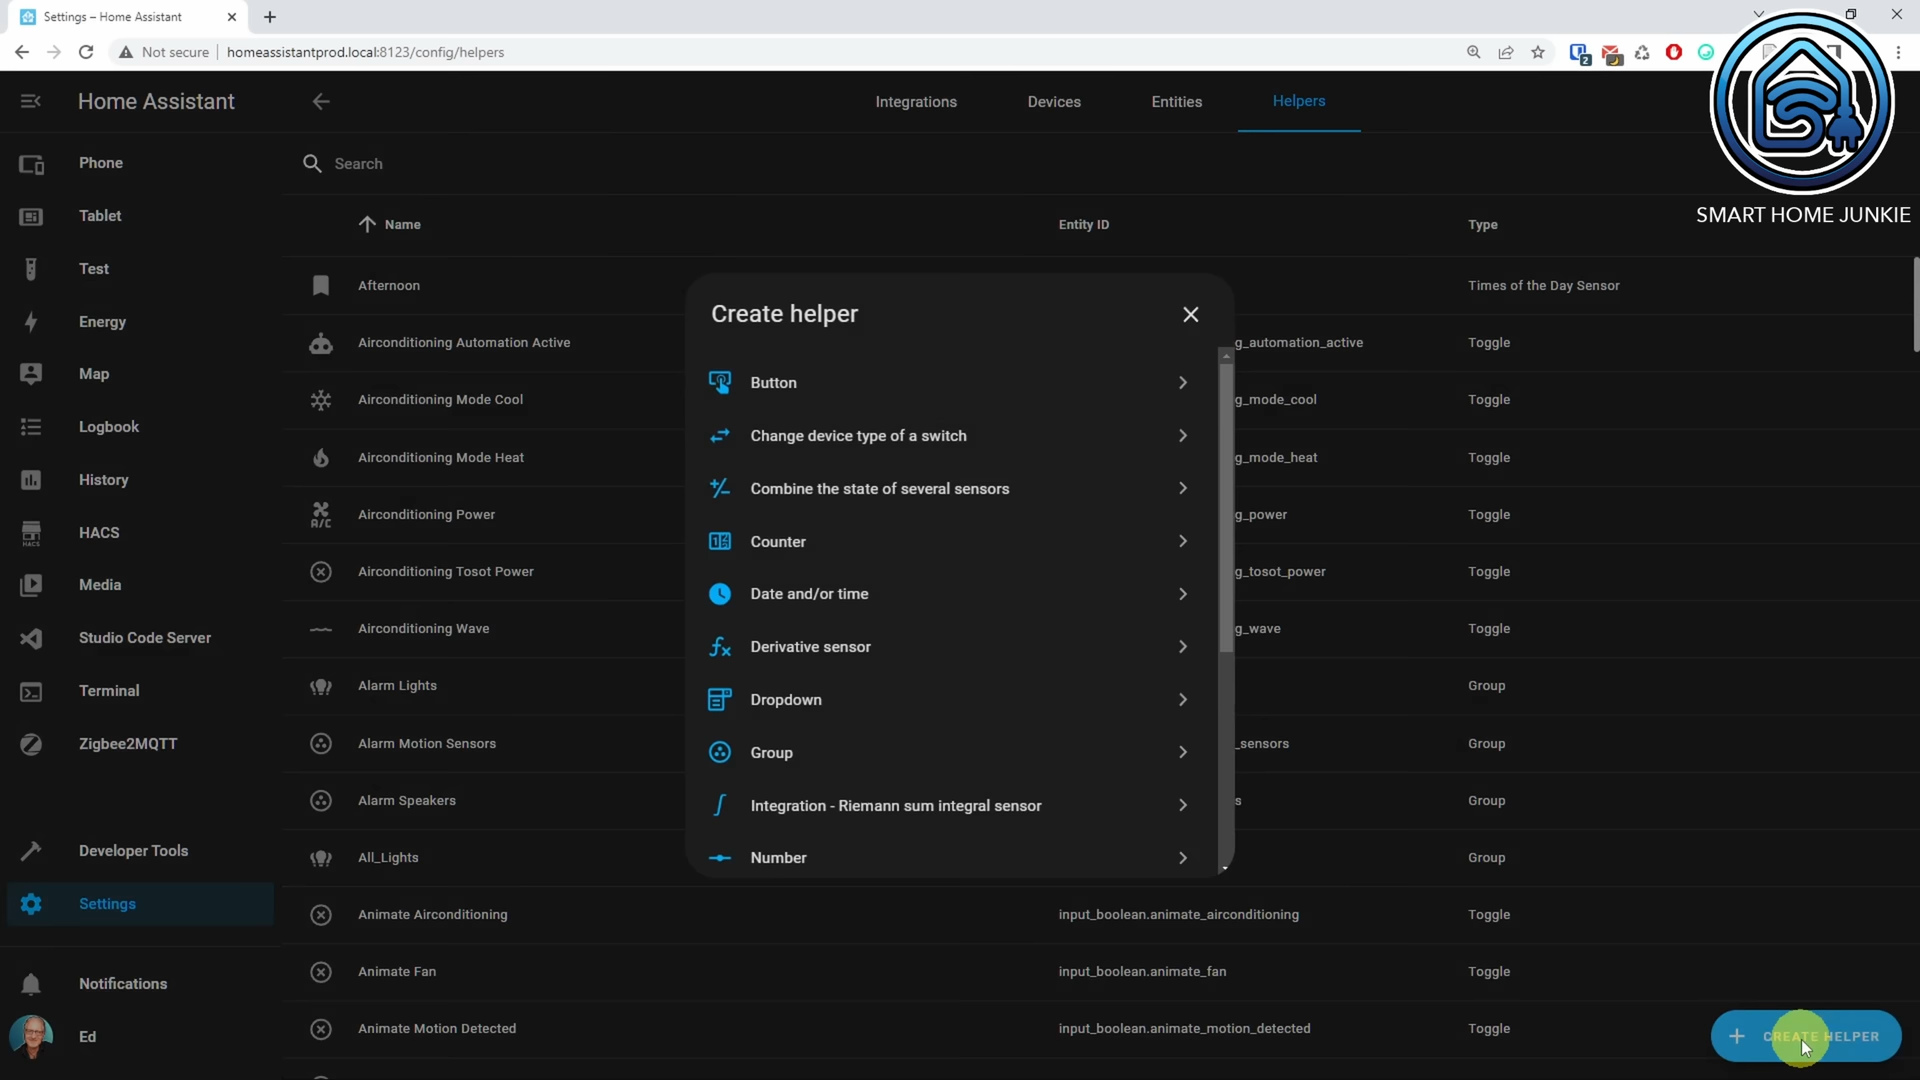 Settings – Home Assistant
Not secure
homeassistantprod.local:8123/config/helpers
2
Home Assistant
Integrations
Devices
Entities
Helpers
SMART HOME JUNKIE
Phone
Tablet
Test
Energy
Map
Logbook
History
HACS
HACS
Media
Studio Code Server
Terminal
Zigbee2MQTT
Developer Tools
Settings
Notifications
Ed
Search
Name
Entity ID
Type
Afternoon
Times of the Day Sensor
Airconditioning Automation Active
g_automation_active
Toggle
Airconditioning Mode Cool
g_mode_cool
Toggle
Airconditioning Mode Heat
g_mode_heat
Toggle
A/C
Airconditioning Power
g_power
Toggle
Airconditioning Tosot Power
g_tosot_power
Toggle
Airconditioning Wave
g_wave
Toggle
Alarm Lights
Group
Alarm Motion Sensors
_sensors
Group
Alarm Speakers
s
Group
All_Lights
Group
Animate Airconditioning
input_boolean.animate_airconditioning
Toggle
Animate Fan
input_boolean.animate_fan
Toggle
Animate Motion Detected
input_boolean.animate_motion_detected
Toggle
Create helper
Button
Change device type of a switch
Combine the state of several sensors
Counter
Date and/or time
Derivative sensor
Dropdown
Group
Integration - Riemann sum integral sensor
Number
CREATE HELPER